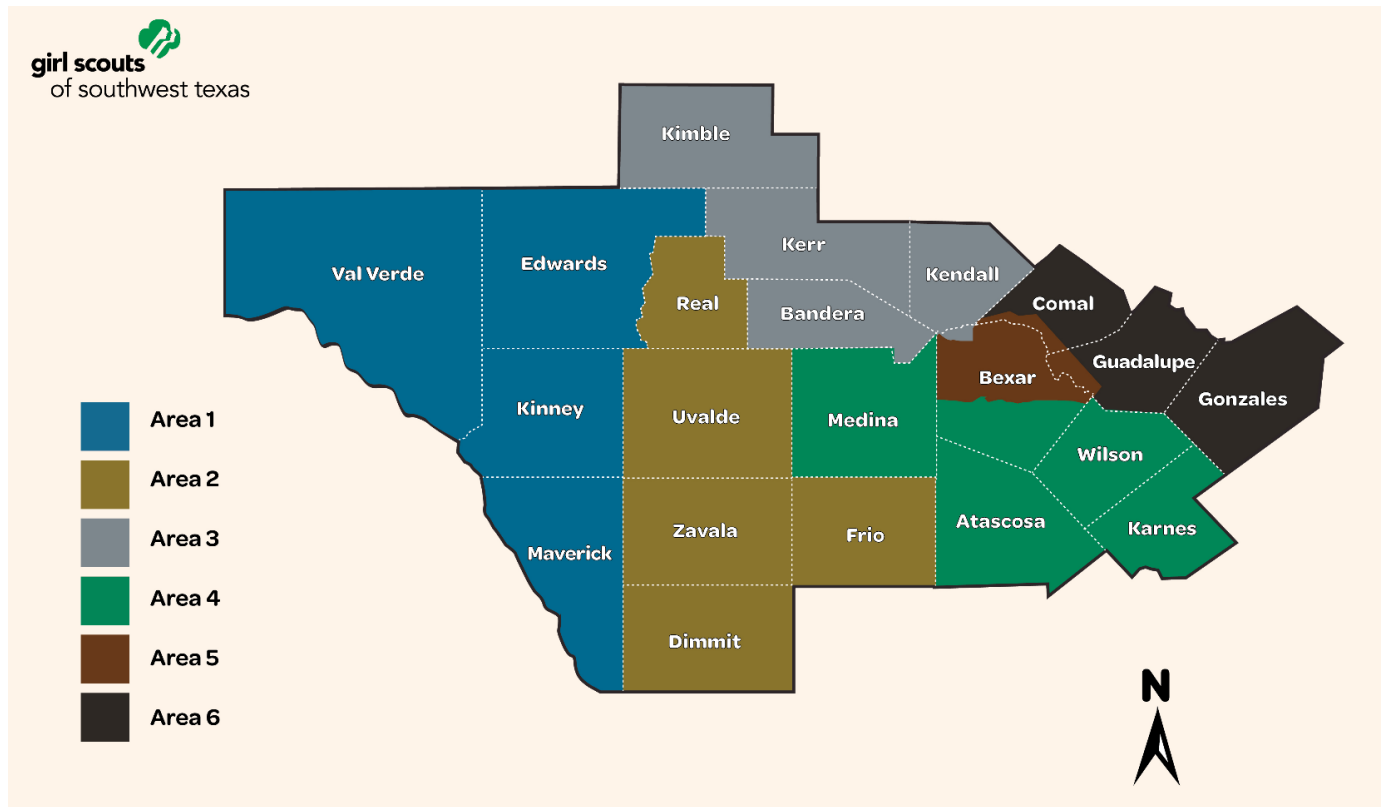 girl scouts
of southwest texas
Kimble
Kerr
Val Verde
Edwards
Kendall
Real
Bandera
Comal
Guadalupe
Bexar
Gonzales
Kinney
Uvalde
Medina
Wilson
Atascosa
Karnes
Zavala
Frio
Maverick
Dimmit
Area 1
Area 2
Area 3
Area 4
Area 5
Area 6
N